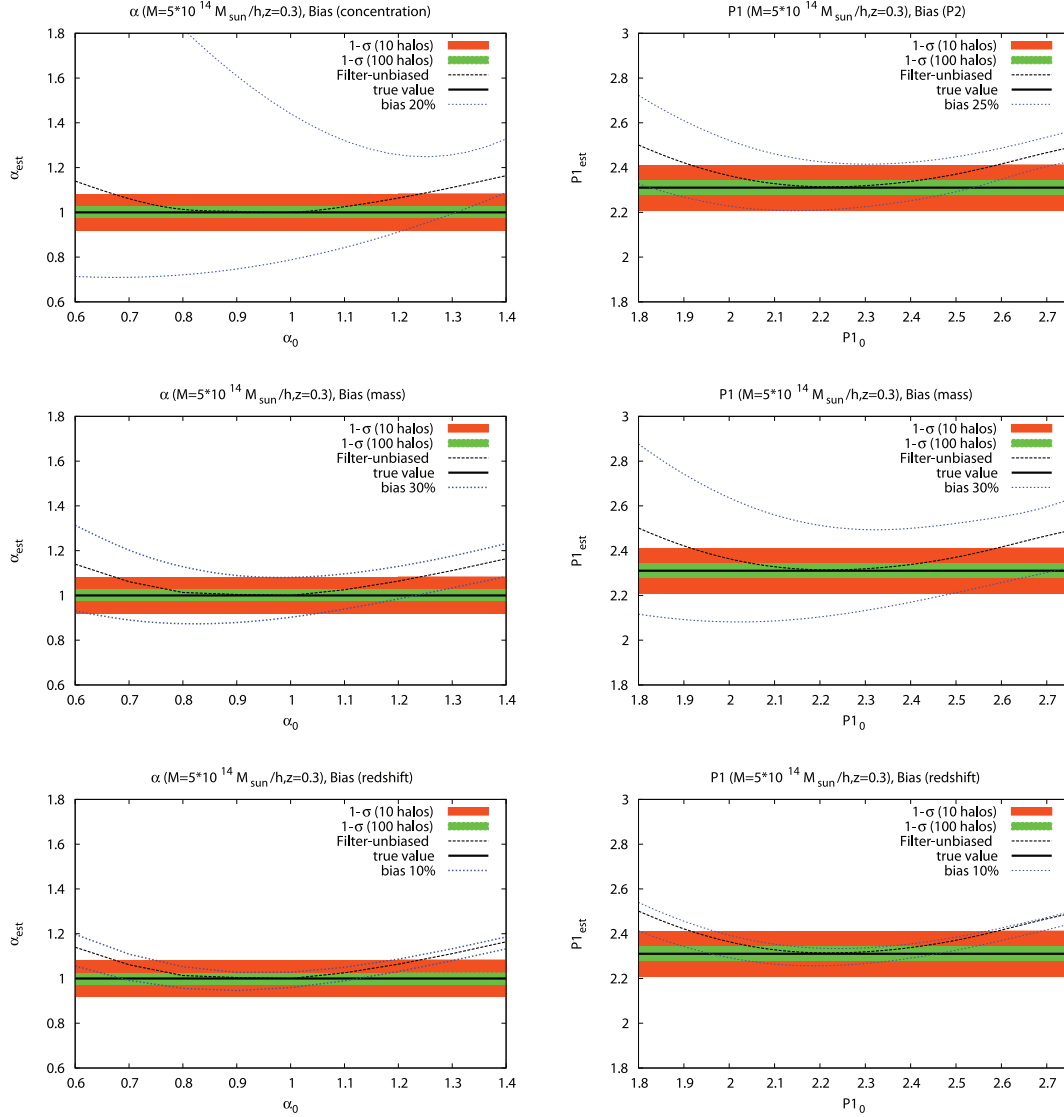 α (M=5*10 14 M sun /h,z=0.3), Bias (concentration)
1.8
1.6
1.4
1.2
1
0.8
0.6
α est
1-σ (10 halos)
1-σ (100 halos)
Filter-unbiased
true value
bias 20%
0.6 0.7 0.8 0.9 1 1.1 1.2 1.3 1.4
α 0
P1 (M=5*10 14 M sun /h,z=0.3), Bias (P2)
3
2.8
2.6
2.4
2.2
2
1.8
P1 est
1-σ (10 halos)
1-σ (100 halos)
Filter-unbiased
true value
bias 25%
1.8 1.9 2 2.1 2.2 2.3 2.4 2.5 2.6 2.7
P1 0
α (M=5*10 14 M sun /h,z=0.3), Bias (mass)
1.8
1.6
1.4
1.2
1
0.8
0.6
α est
1-σ (10 halos)
1-σ (100 halos)
Filter-unbiased
true value
bias 30%
0.6 0.7 0.8 0.9 1 1.1 1.2 1.3 1.4
α 0
P1 (M=5*10 14 M sun /h,z=0.3), Bias (mass)
3
2.8
2.6
2.4
2.2
2
1.8
P1 est
1-σ (10 halos)
1-σ (100 halos)
Filter-unbiased
true value
bias 30%
1.8 1.9 2 2.1 2.2 2.3 2.4 2.5 2.6 2.7
P1 0
α (M=5*10 14 M sun /h,z=0.3), Bias (redshift)
1.8
1.6
1.4
1.2
1
0.8
0.6
α est
1-σ (10 halos)
1-σ (100 halos)
Filter-unbiased
true value
bias 10%
0.6 0.7 0.8 0.9 1 1.1 1.2 1.3 1.4
α 0
P1 (M=5*10 14 M sun /h,z=0.3), Bias (redshift)
3
2.8
2.6
2.4
2.2
2
1.8
P1 est
1-σ (10 halos)
1-σ (100 halos)
Filter-unbiased
true value
bias 10%
1.8 1.9 2 2.1 2.2 2.3 2.4 2.5 2.6 2.7
P1 0